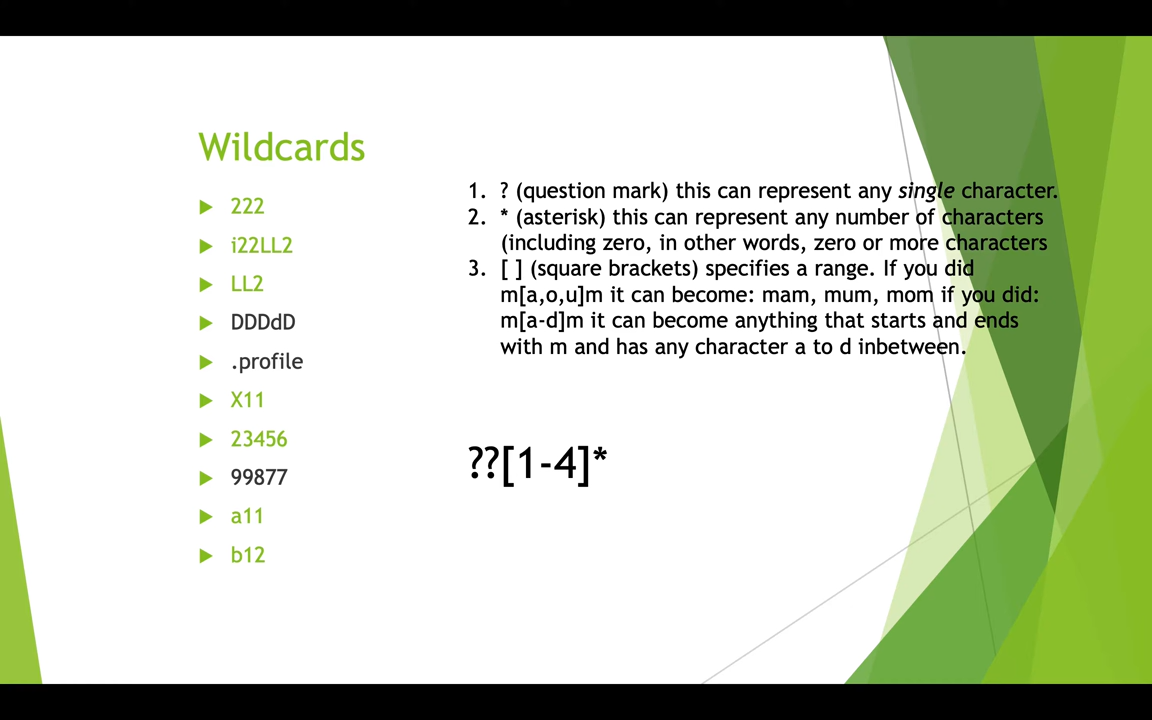 Wildcards
222
i22LL2
LL2
DDDdD
.profile
X11
23456
99877
a11
b12
1. ? (question mark) this can represent any single character.
2. * (asterisk) this can represent any number of characters
(including zero, in other words, zero or more characters
3. [ ] (square brackets) specifies a range. If you did
m[a,o,u]m it can become: mam, mum, mom if you did:
m[a-d]m it can become anything that starts and ends
with m and has any character a to d inbetween.
??[1-4]*